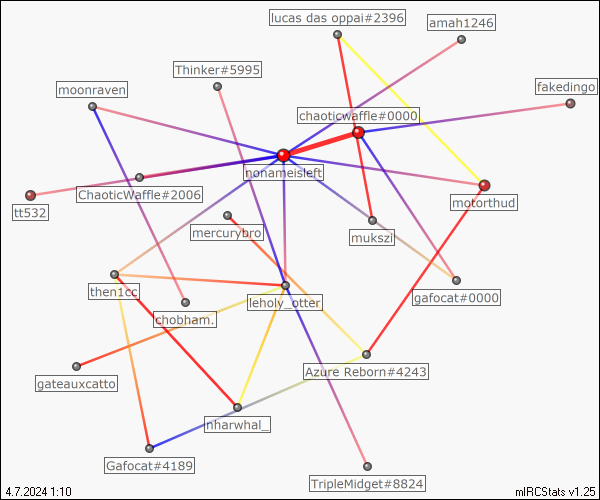 lucas das oppai#2396
amah1246
Thinker#5995
moonraven
fakedingo
chaoticwaffle#0000
nonameisleft
ChaoticWaffle#2006
motorthud
tt532
mercurybro
mukszi
then1cc
leholy_otter
gafocat#0000
chobham.
Azure Reborn#4243
gateauxcatto
nharwhal_
Gafocat#4189
TripleMidget#8824
4.7.2024 1:10
mIRCStats v1.25